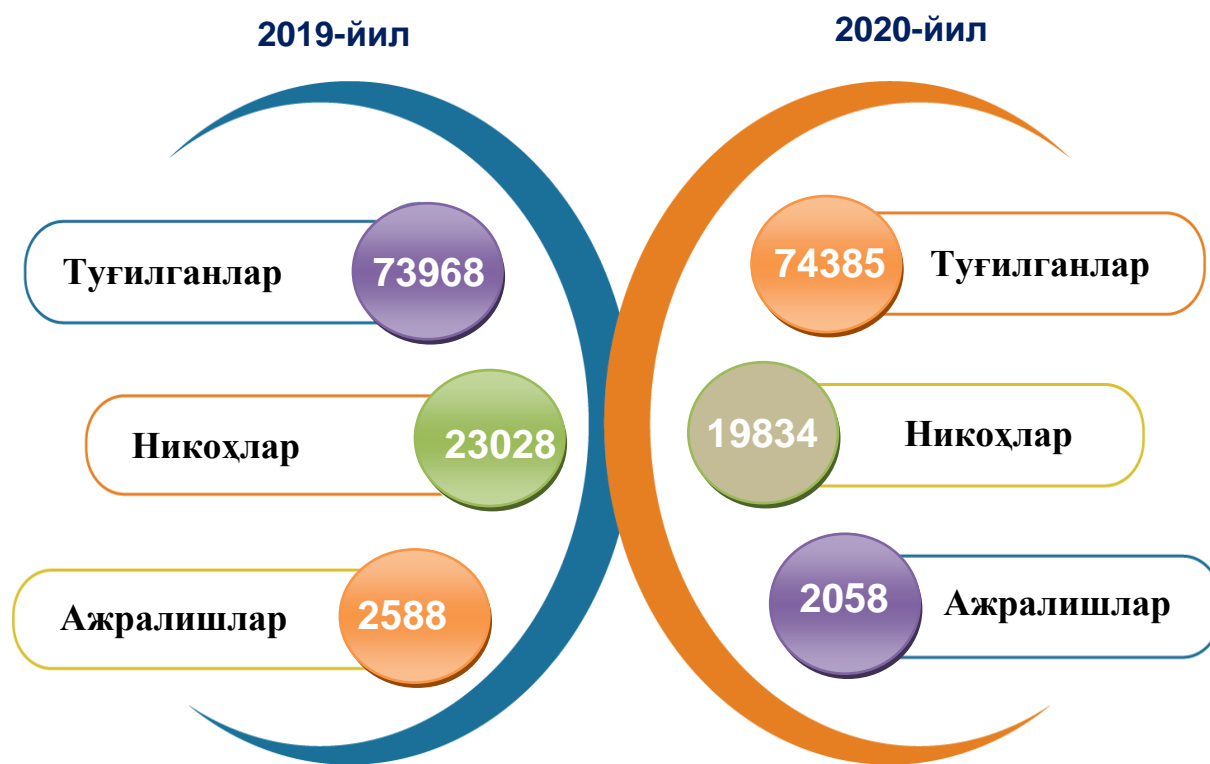 2019-йил
Туғилганлар 73968
Никоҳлар 23028
Ажралишлар 2588
2020-йил
74385 Туғилганлар
19834 Никоҳлар
2058 Ажралишлар